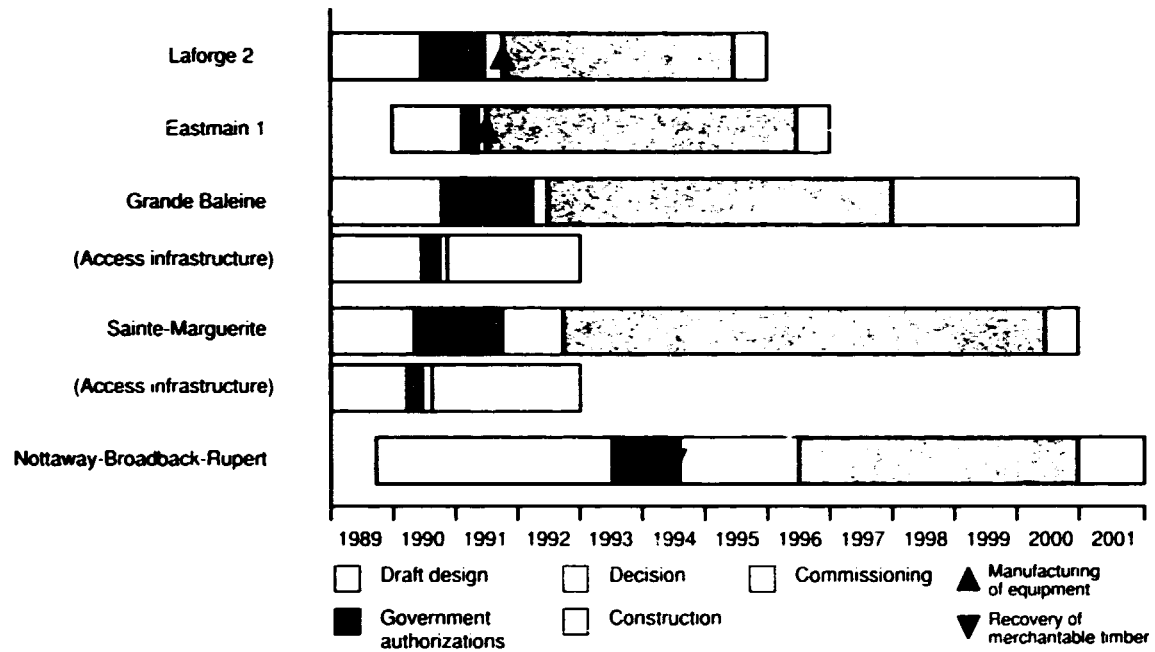 Laforge 2
Eastmain 1
Grande Baleine
(Access infrastructure)
Sainte-Marguerite
(Access infrastructure)
Nottaway-Broadback-Rupert
1989 1990 1991 1992 1993 1994 1995 1996 1997 1998 1999 2000 2001
Draft design
Decision
Commissioning
Manufacturing
of equipment
Government
authorizations
Construction
Recovery of
merchantable timber